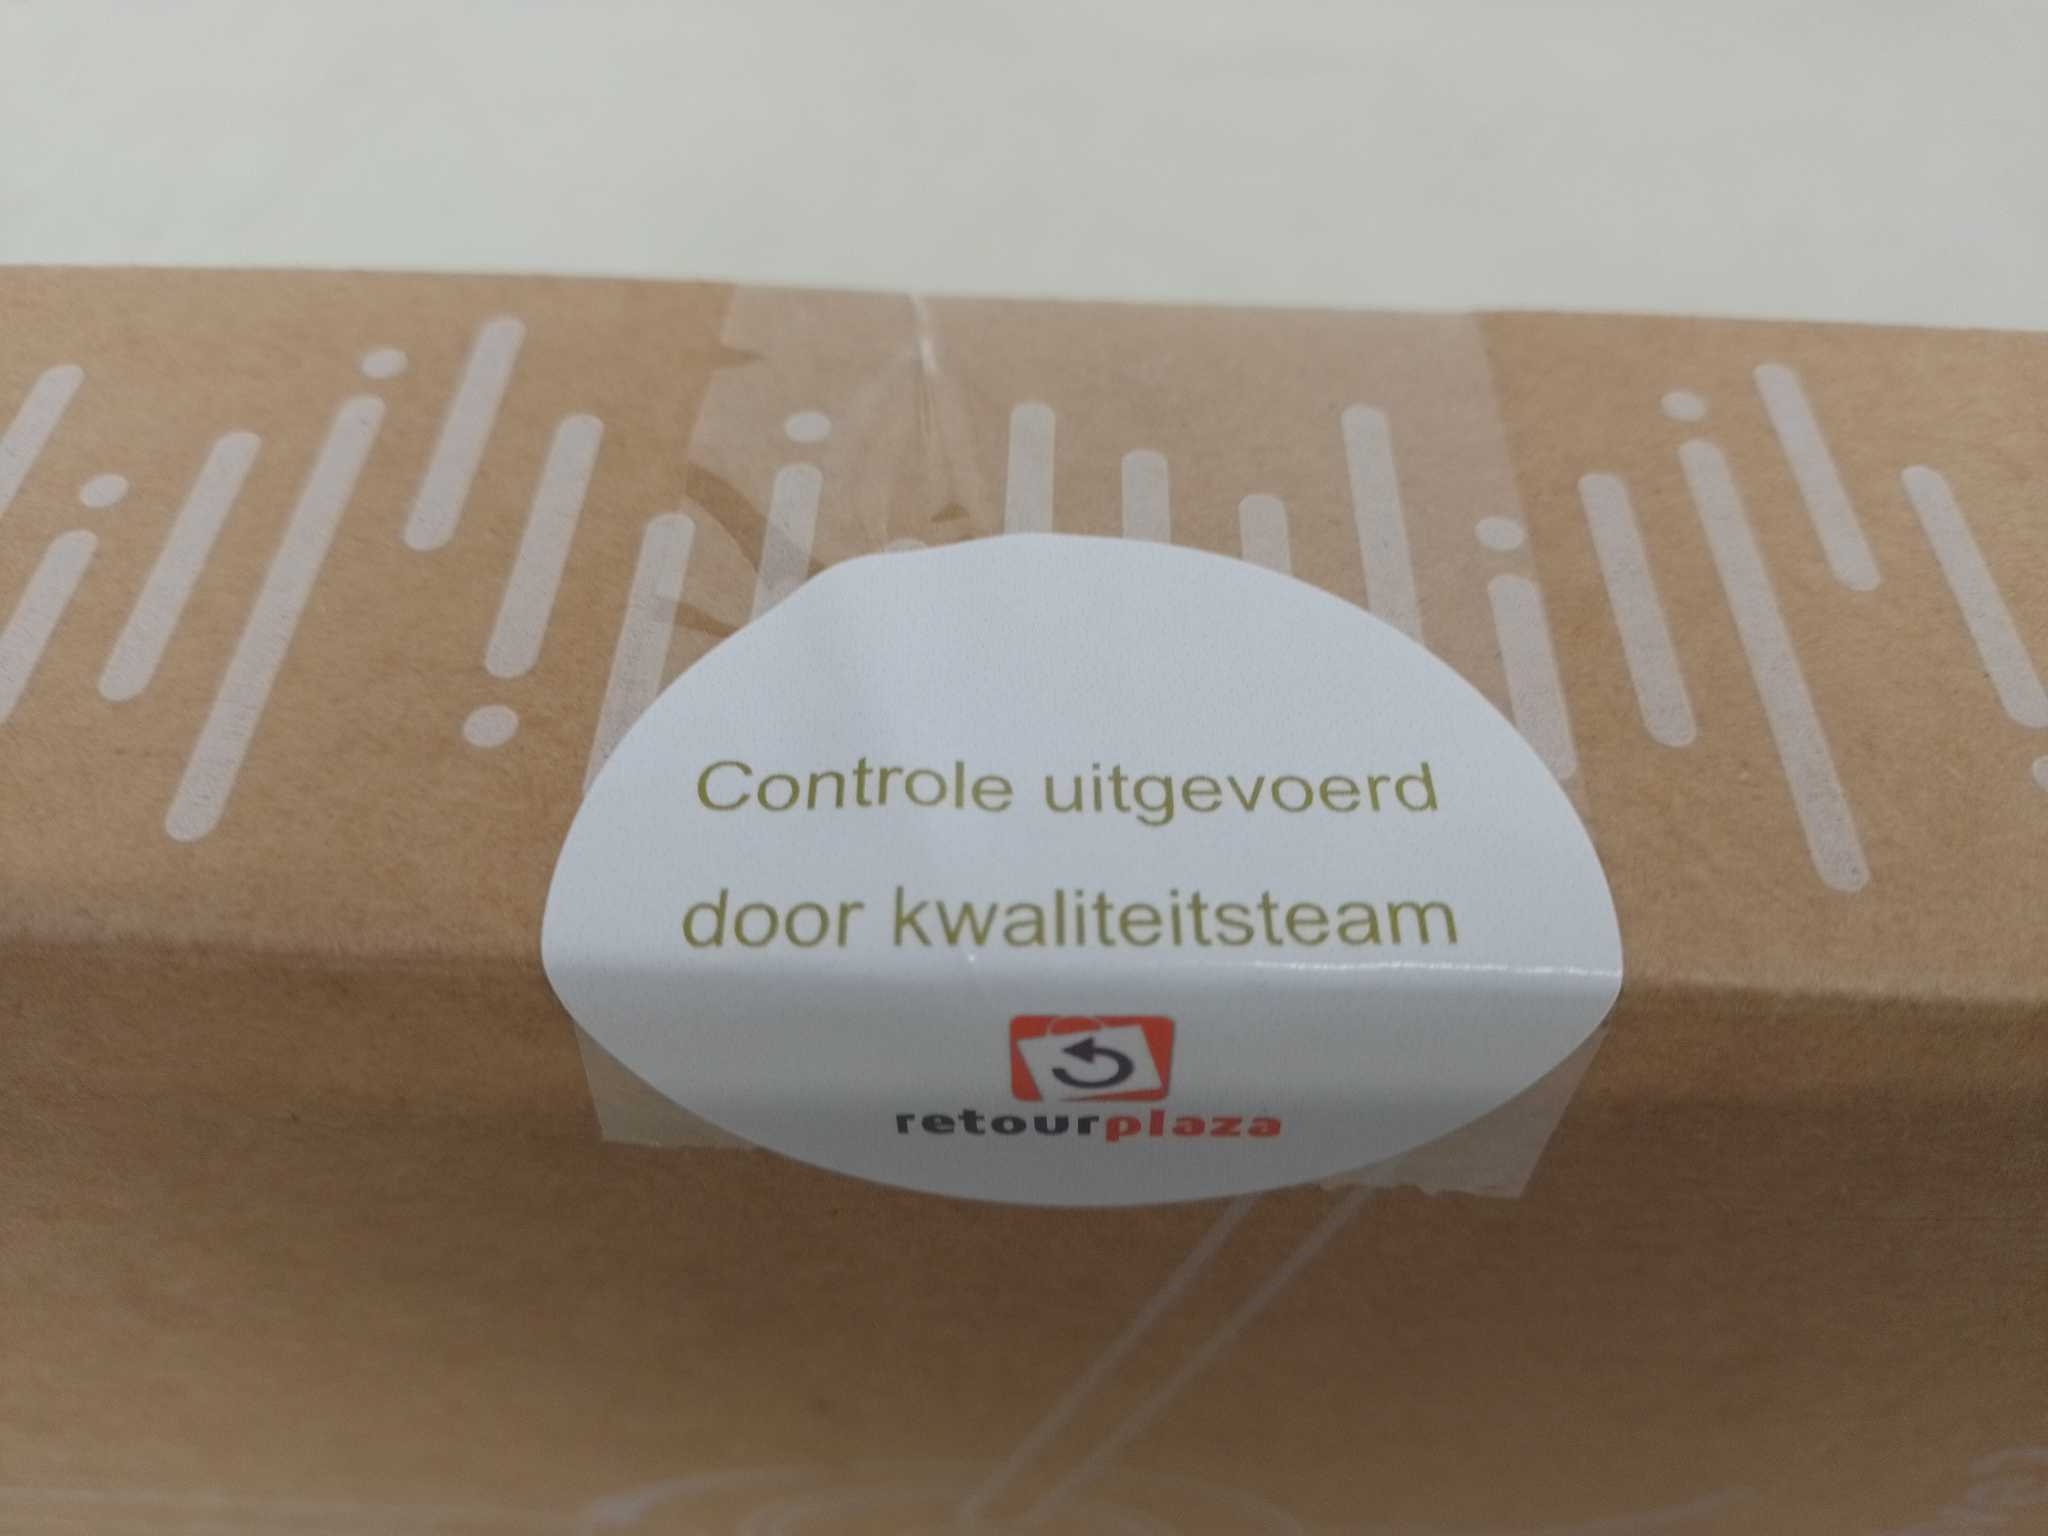 Controle uitgevoerd
door kwaliteitsteam
retourplaza